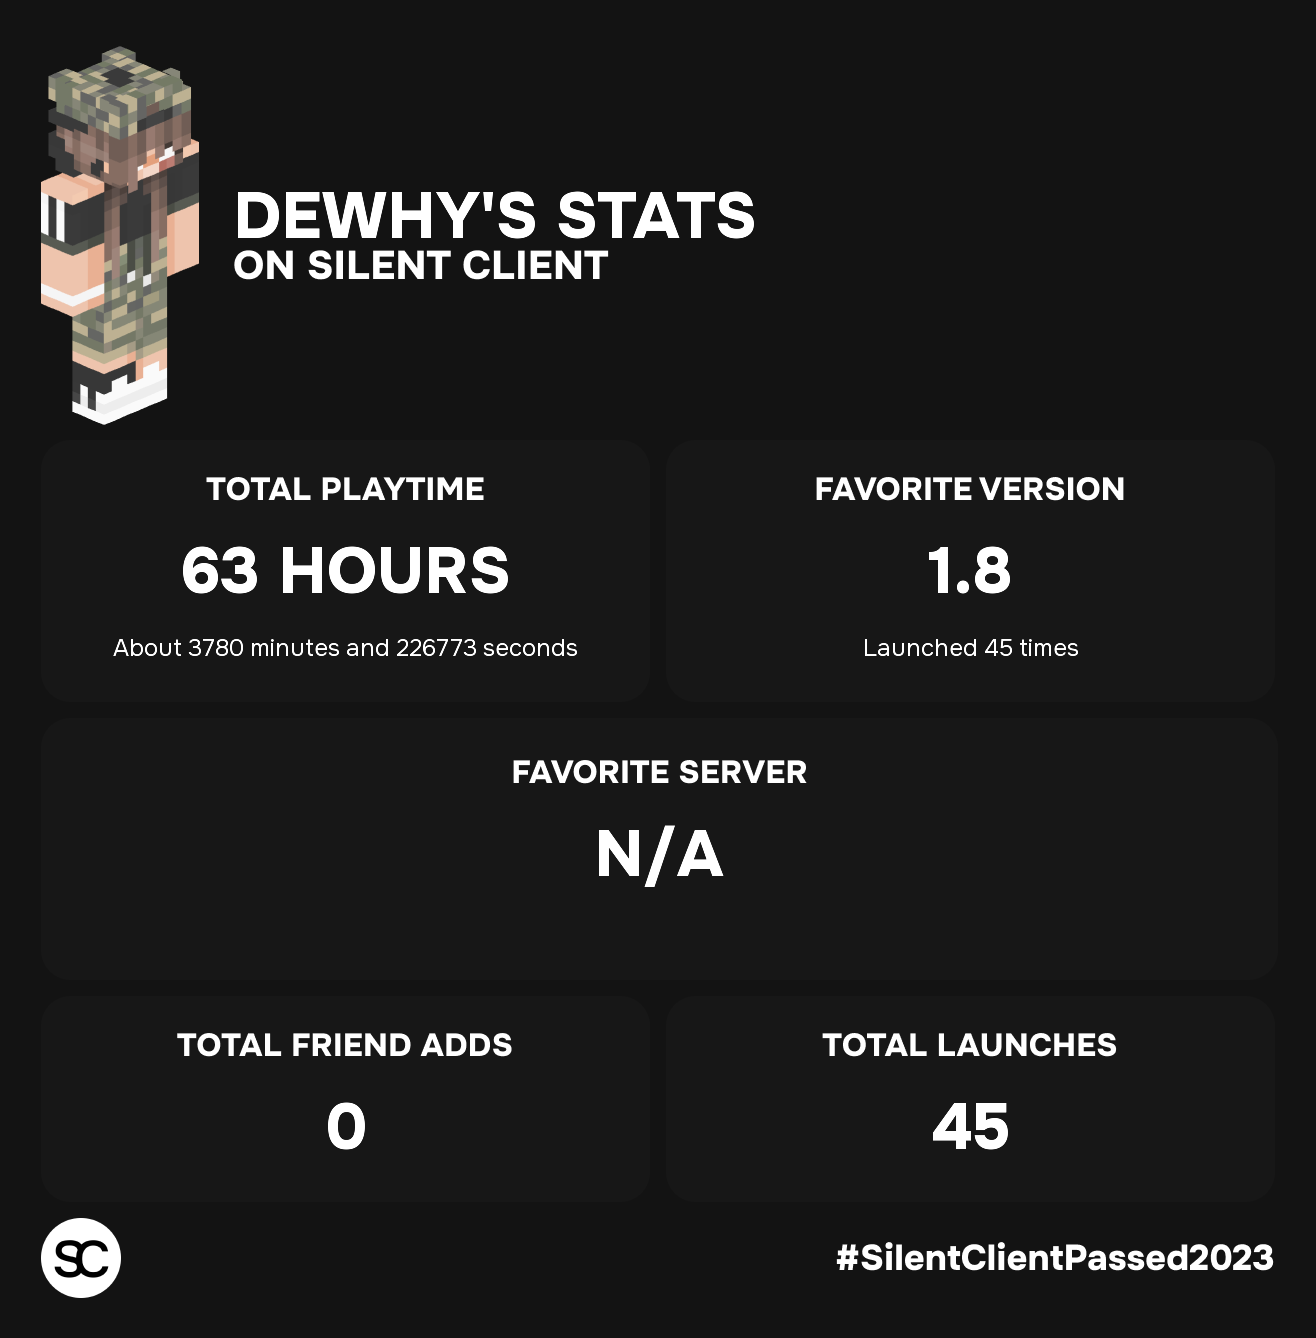 DEWHY'S STATS
ON SILENT CLIENT
TOTAL PLAYTIME
63 HOURS
About 3780 minutes and 226773 seconds
FAVORITE VERSION
1.8
Launched 45 times
FAVORITE SERVER
N/A
TOTAL FRIEND ADDS
0
TOTAL LAUNCHES
45
SC
#SilentClientPassed2023